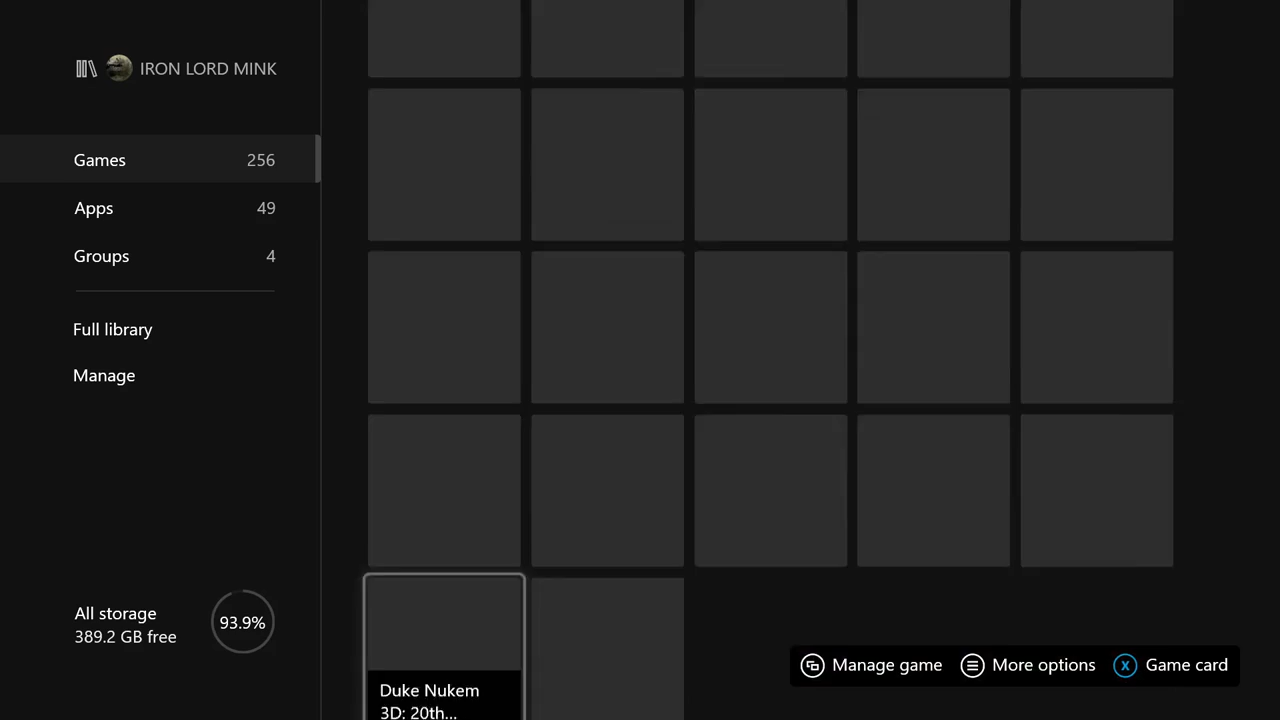 IRON LORD MINK
Games 256
Apps 49
Groups 4
Full library
Manage
All storage
389.2 GB free
93.9%
Duke Nukem
3D: 20th...
Manage game
More options
X Game card